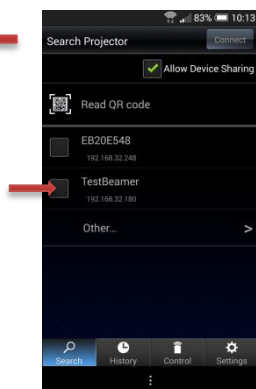 83% 10:13
Search Projector Connect
Allow Device Sharing
Read QR code
EB20E548
192.168.32.248
TestBeamer
192.168.32.180
Other... >
Search History Control Settings